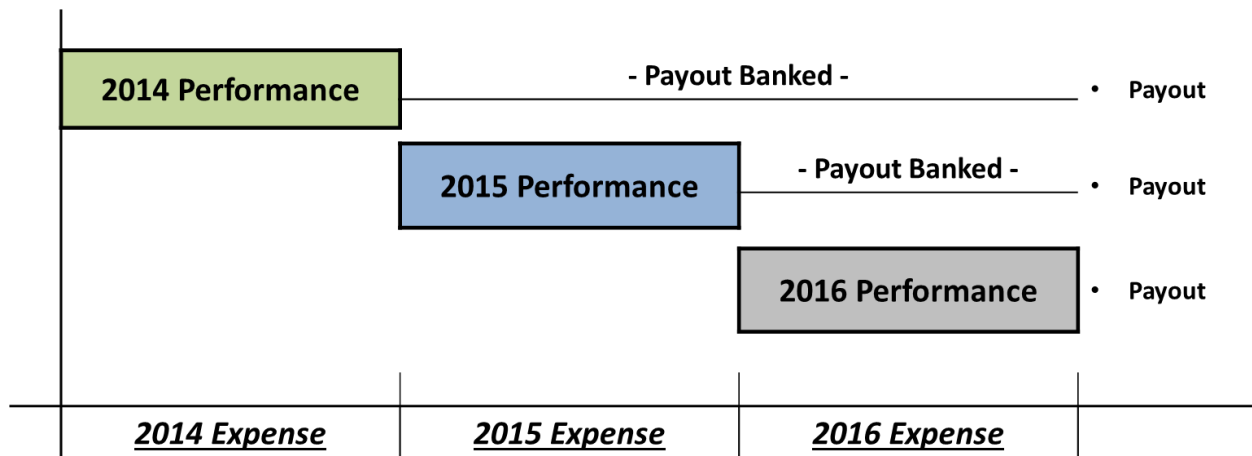 2014 Performance - Payout Banked - • Payout
2015 Performance - Payout Banked - • Payout
2016 Performance • Payout
2014 Expense 2015 Expense 2016 Expense